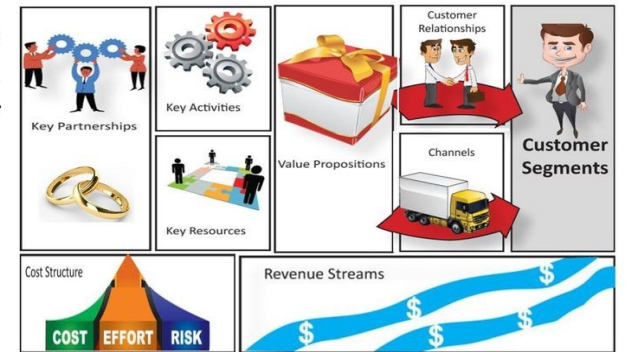 Key Partnerships
Key Activities
Key Resources
Value Propositions
Customer
Relationships
Channels
Customer
Segments
Cost Structure
COST EFFORT RISK
Revenue Streams
$
$
$
$
$